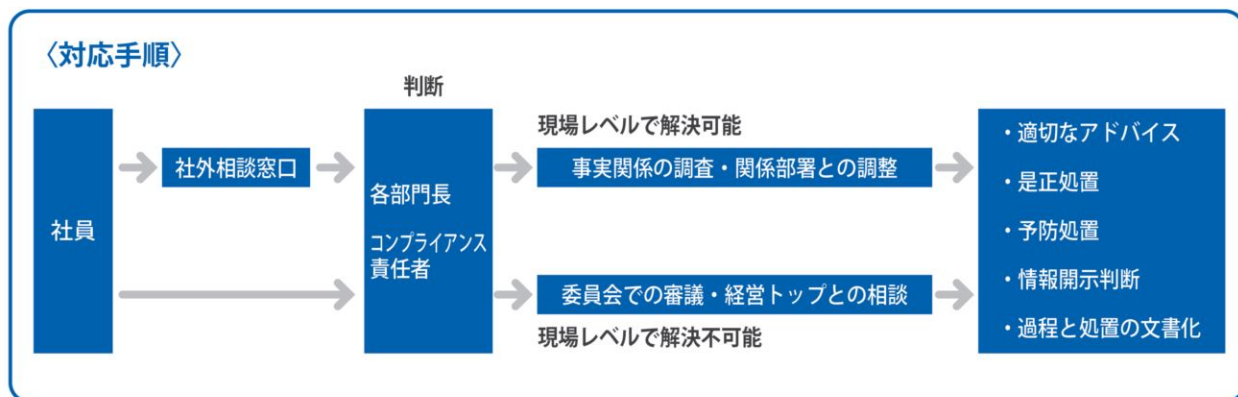 〈対応手順〉
社員
社外相談窓口
判断
各部門長
コンプライアンス
責任者
現場レベルで解決可能
事実関係の調査・関係部署との調整
委員会での審議・経営トップとの相談
現場レベルで解決不可能
・適切なアドバイス
・是正処置
・予防処置
・情報開示判断
・過程と処置の文書化